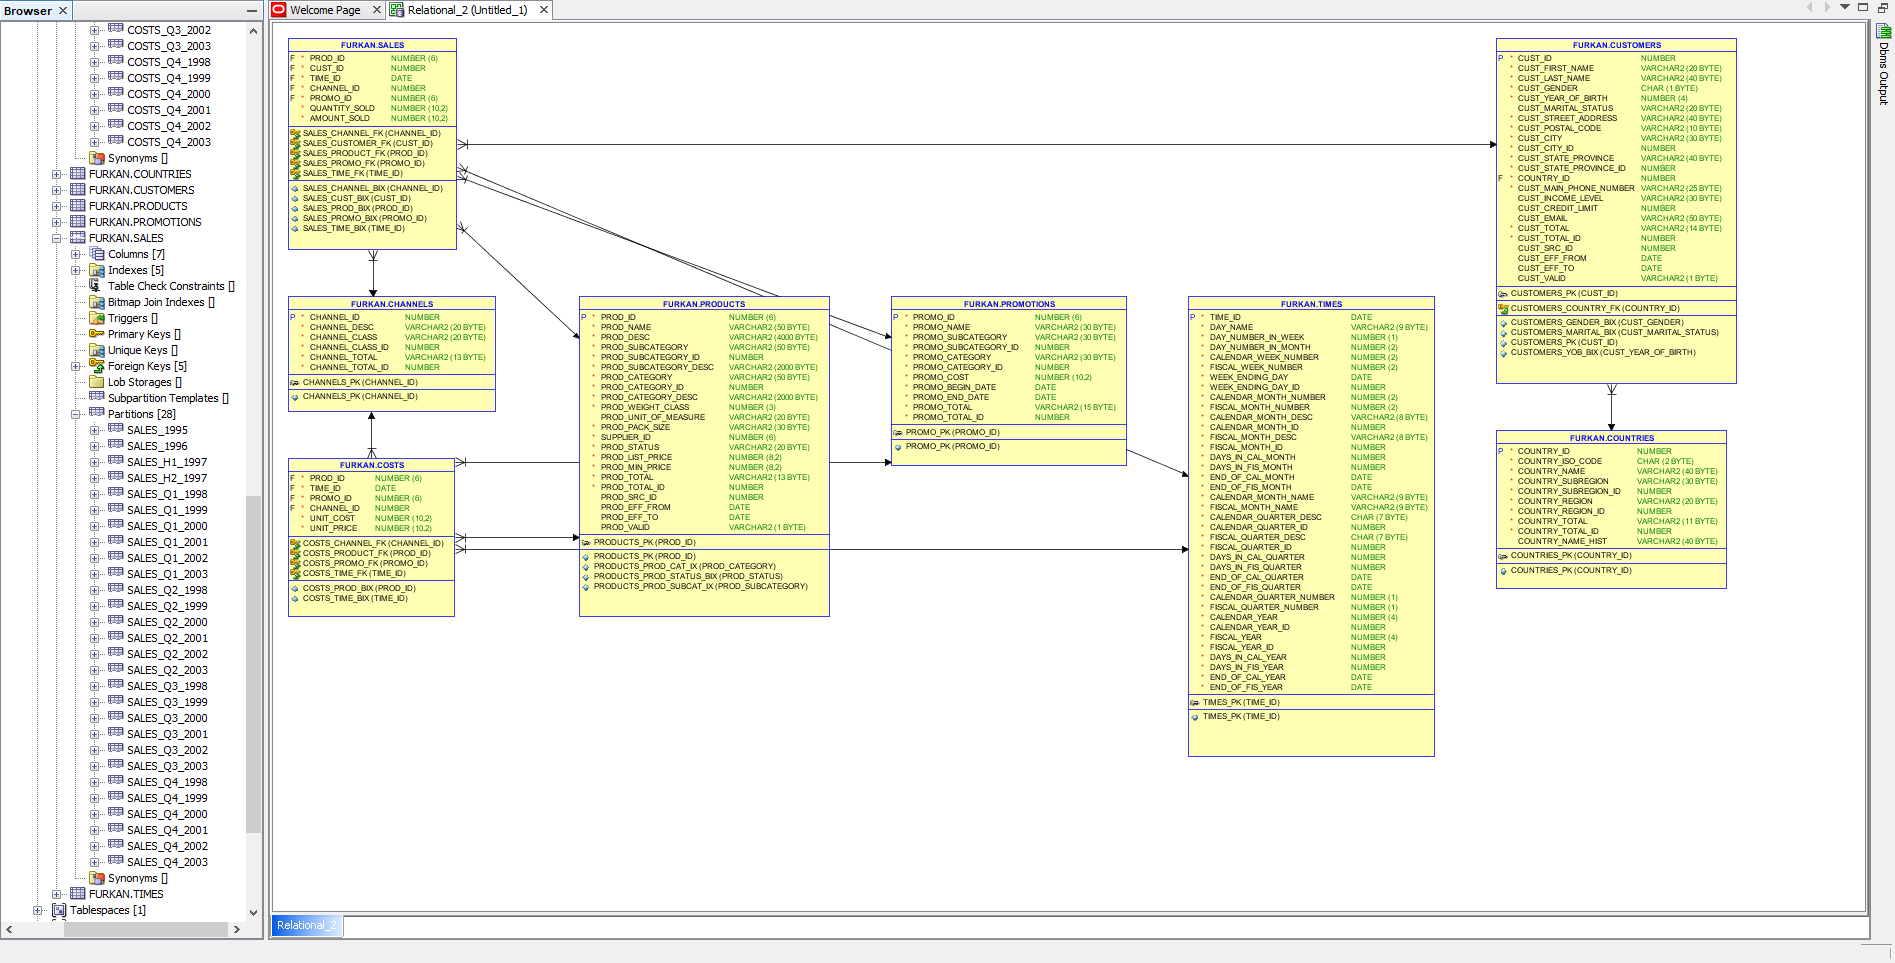 Browser
COSTS_Q3_2002
COSTS_Q3_2003
COSTS_Q4_1998
COSTS_Q4_1999
COSTS_Q4_2000
COSTS_Q4_2001
COSTS_Q4_2002
COSTS_Q4_2003
Synonyms []
FURKAN.COUNTRIES
FURKAN.CUSTOMERS
FURKAN.PRODUCTS
FURKAN.PROMOTIONS
FURKAN.SALES
Columns [7]
Indexes [5]
Table Check Constraints []
Bitmap Join Indexes []
Triggers []
Primary Keys []
Unique Keys []
Foreign Keys [5]
Lob Storages []
Subpartition Templates []
Partitions [28]
SALES_1995
SALES_1996
SALES_H1_1997
SALES_H2_1997
SALES_Q1_1998
SALES_Q1_1999
SALES_Q1_2000
SALES_Q1_2001
SALES_Q1_2002
SALES_Q1_2003
SALES_Q2_1998
SALES_Q2_1999
SALES_Q2_2000
SALES_Q2_2001
SALES_Q2_2002
SALES_Q2_2003
SALES_Q3_1998
SALES_Q3_1999
SALES_Q3_2000
SALES_Q3_2001
SALES_Q3_2002
SALES_Q3_2003
SALES_Q4_1998
SALES_Q4_1999
SALES_Q4_2000
SALES_Q4_2001
SALES_Q4_2002
SALES_Q4_2003
Synonyms []
FURKAN.TIMES
Tablespaces [1]
Welcome Page
Relational_2 (Untitled_1)
FURKAN.SALES
F * PROD_ID NUMBER (6)
F * CUST_ID NUMBER
F * TIME_ID DATE
F * CHANNEL_ID NUMBER
F * PROMO_ID NUMBER (6)
* QUANTITY_SOLD NUMBER (10,2)
* AMOUNT_SOLD NUMBER (10,2)
SALES_CHANNEL_FK (CHANNEL_ID)
SALES_CUSTOMER_FK (CUST_ID)
SALES_PRODUCT_FK (PROD_ID)
SALES_PROMO_FK (PROMO_ID)
SALES_TIME_FK (TIME_ID)
SALES_CHANNEL_BIX (CHANNEL_ID)
SALES_CUST_BIX (CUST_ID)
SALES_PROD_BIX (PROD_ID)
SALES_PROMO_BIX (PROMO_ID)
SALES_TIME_BIX (TIME_ID)
FURKAN.CHANNELS
P * CHANNEL_ID NUMBER
* CHANNEL_DESC VARCHAR2 (20 BYTE)
* CHANNEL_CLASS VARCHAR2 (20 BYTE)
* CHANNEL_CLASS_ID NUMBER
* CHANNEL_TOTAL VARCHAR2 (13 BYTE)
* CHANNEL_TOTAL_ID NUMBER
CHANNELS_PK (CHANNEL_ID)
CHANNELS_PK (CHANNEL_ID)
FURKAN.COSTS
F * PROD_ID NUMBER (6)
F * TIME_ID DATE
F * PROMO_ID NUMBER (6)
F * CHANNEL_ID NUMBER
* UNIT_COST NUMBER (10,2)
* UNIT_PRICE NUMBER (10,2)
COSTS_CHANNEL_FK (CHANNEL_ID)
COSTS_PRODUCT_FK (PROD_ID)
COSTS_PROMO_FK (PROMO_ID)
COSTS_TIME_FK (TIME_ID)
COSTS_PROD_BIX (PROD_ID)
COSTS_TIME_BIX (TIME_ID)
FURKAN.PRODUCTS
P * PROD_ID NUMBER (6)
* PROD_NAME VARCHAR2 (50 BYTE)
* PROD_DESC VARCHAR2 (4000 BYTE)
* PROD_SUBCATEGORY VARCHAR2 (50 BYTE)
* PROD_SUBCATEGORY_ID NUMBER
* PROD_SUBCATEGORY_DESC VARCHAR2 (2000 BYTE)
* PROD_CATEGORY VARCHAR2 (50 BYTE)
* PROD_CATEGORY_ID NUMBER
* PROD_CATEGORY_DESC VARCHAR2 (2000 BYTE)
* PROD_WEIGHT_CLASS NUMBER (3)
* PROD_UNIT_OF_MEASURE VARCHAR2 (20 BYTE)
* PROD_PACK_SIZE VARCHAR2 (30 BYTE)
* SUPPLIER_ID NUMBER (6)
* PROD_STATUS VARCHAR2 (20 BYTE)
* PROD_LIST_PRICE NUMBER (8,2)
* PROD_MIN_PRICE NUMBER (8,2)
* PROD_TOTAL VARCHAR2 (13 BYTE)
* PROD_TOTAL_ID NUMBER
PROD_SRC_ID NUMBER
PROD_EFF_FROM DATE
PROD_EFF_TO DATE
PROD_VALID VARCHAR2 (1 BYTE)
PRODUCTS_PK (PROD_ID)
PRODUCTS_PK (PROD_ID)
PRODUCTS_PROD_CAT_IX (PROD_CATEGORY)
PRODUCTS_PROD_STATUS_BIX (PROD_STATUS)
PRODUCTS_PROD_SUBCAT_IX (PROD_SUBCATEGORY)
FURKAN.PROMOTIONS
P * PROMO_ID NUMBER (6)
* PROMO_NAME VARCHAR2 (30 BYTE)
* PROMO_SUBCATEGORY VARCHAR2 (30 BYTE)
* PROMO_SUBCATEGORY_ID NUMBER
* PROMO_CATEGORY VARCHAR2 (30 BYTE)
* PROMO_CATEGORY_ID NUMBER
* PROMO_COST NUMBER (10,2)
* PROMO_BEGIN_DATE DATE
* PROMO_END_DATE DATE
* PROMO_TOTAL VARCHAR2 (15 BYTE)
* PROMO_TOTAL_ID NUMBER
PROMO_PK (PROMO_ID)
PROMO_PK (PROMO_ID)
FURKAN.TIMES
P * TIME_ID DATE
* DAY_NAME VARCHAR2 (9 BYTE)
* DAY_NUMBER_IN_WEEK NUMBER (1)
* DAY_NUMBER_IN_MONTH NUMBER (2)
* CALENDAR_WEEK_NUMBER NUMBER (2)
* FISCAL_WEEK_NUMBER NUMBER (2)
* WEEK_ENDING_DAY DATE
* WEEK_ENDING_DAY_ID NUMBER
* CALENDAR_MONTH_NUMBER NUMBER (2)
* FISCAL_MONTH_NUMBER NUMBER (2)
* CALENDAR_MONTH_DESC VARCHAR2 (8 BYTE)
* CALENDAR_MONTH_ID NUMBER
* FISCAL_MONTH_DESC VARCHAR2 (8 BYTE)
* FISCAL_MONTH_ID NUMBER
* DAYS_IN_CAL_MONTH NUMBER
* DAYS_IN_FIS_MONTH NUMBER
* END_OF_CAL_MONTH DATE
* END_OF_FIS_MONTH DATE
* CALENDAR_MONTH_NAME VARCHAR2 (9 BYTE)
* FISCAL_MONTH_NAME VARCHAR2 (9 BYTE)
* CALENDAR_QUARTER_DESC CHAR (7 BYTE)
* CALENDAR_QUARTER_ID NUMBER
* FISCAL_QUARTER_DESC CHAR (7 BYTE)
* FISCAL_QUARTER_ID NUMBER
* DAYS_IN_CAL_QUARTER NUMBER
* DAYS_IN_FIS_QUARTER NUMBER
* END_OF_CAL_QUARTER DATE
* END_OF_FIS_QUARTER DATE
* CALENDAR_QUARTER_NUMBER NUMBER (1)
* FISCAL_QUARTER_NUMBER NUMBER (1)
* CALENDAR_YEAR NUMBER (4)
* CALENDAR_YEAR_ID NUMBER
* FISCAL_YEAR NUMBER (4)
* FISCAL_YEAR_ID NUMBER
* DAYS_IN_CAL_YEAR NUMBER
* DAYS_IN_FIS_YEAR NUMBER
* END_OF_CAL_YEAR DATE
* END_OF_FIS_YEAR DATE
TIMES_PK (TIME_ID)
TIMES_PK (TIME_ID)
FURKAN.CUSTOMERS
P * CUST_ID NUMBER
* CUST_FIRST_NAME VARCHAR2 (20 BYTE)
* CUST_LAST_NAME VARCHAR2 (40 BYTE)
* CUST_GENDER CHAR (1 BYTE)
* CUST_YEAR_OF_BIRTH NUMBER (4)
CUST_MARITAL_STATUS VARCHAR2 (20 BYTE)
* CUST_STREET_ADDRESS VARCHAR2 (40 BYTE)
* CUST_POSTAL_CODE VARCHAR2 (10 BYTE)
* CUST_CITY VARCHAR2 (30 BYTE)
* CUST_CITY_ID NUMBER
* CUST_STATE_PROVINCE VARCHAR2 (40 BYTE)
* CUST_STATE_PROVINCE_ID NUMBER
F * COUNTRY_ID NUMBER
* CUST_MAIN_PHONE_NUMBER VARCHAR2 (25 BYTE)
CUST_INCOME_LEVEL VARCHAR2 (30 BYTE)
CUST_CREDIT_LIMIT NUMBER
CUST_EMAIL VARCHAR2 (50 BYTE)
* CUST_TOTAL VARCHAR2 (14 BYTE)
* CUST_TOTAL_ID NUMBER
CUST_SRC_ID NUMBER
CUST_EFF_FROM DATE
CUST_EFF_TO DATE
CUST_VALID VARCHAR2 (1 BYTE)
CUSTOMERS_PK (CUST_ID)
CUSTOMERS_COUNTRY_FK (COUNTRY_ID)
CUSTOMERS_GENDER_BIX (CUST_GENDER)
CUSTOMERS_MARITAL_BIX (CUST_MARITAL_STATUS)
CUSTOMERS_PK (CUST_ID)
CUSTOMERS_YOB_BIX (CUST_YEAR_OF_BIRTH)
FURKAN.COUNTRIES
P * COUNTRY_ID NUMBER
* COUNTRY_ISO_CODE CHAR (2 BYTE)
* COUNTRY_NAME VARCHAR2 (40 BYTE)
* COUNTRY_SUBREGION VARCHAR2 (30 BYTE)
* COUNTRY_SUBREGION_ID NUMBER
* COUNTRY_REGION VARCHAR2 (20 BYTE)
* COUNTRY_REGION_ID NUMBER
* COUNTRY_TOTAL VARCHAR2 (11 BYTE)
* COUNTRY_TOTAL_ID NUMBER
COUNTRY_NAME_HIST VARCHAR2 (40 BYTE)
COUNTRIES_PK (COUNTRY_ID)
COUNTRIES_PK (COUNTRY_ID)
Relational_2
Dbms Output